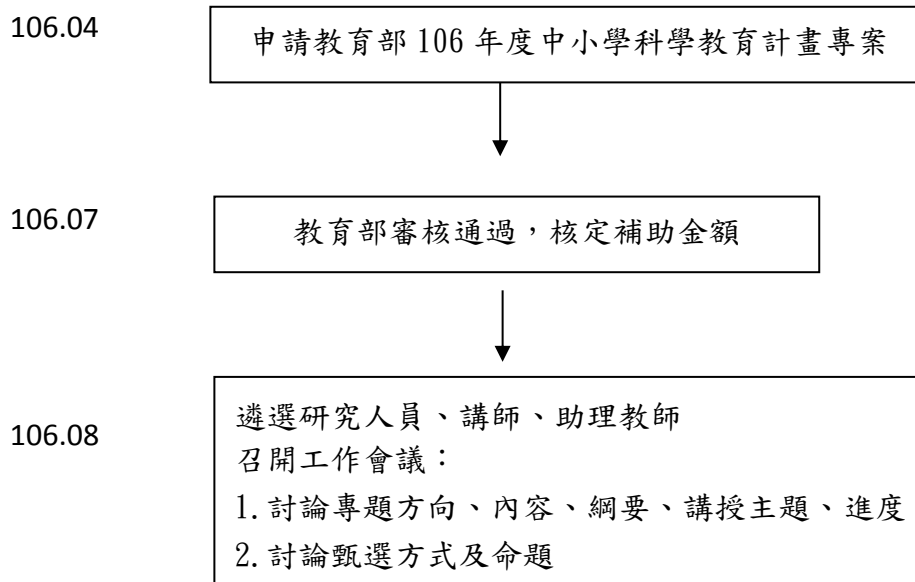 106.04
申請教育部 106 年度中小學科學教育計畫專案
106.07
教育部審核通過，核定補助金額
106.08
遴選研究人員、講師、助理教師
召開工作會議：
1.討論專題方向、內容、綱要、講授主題、進度
2.討論甄選方式及命題